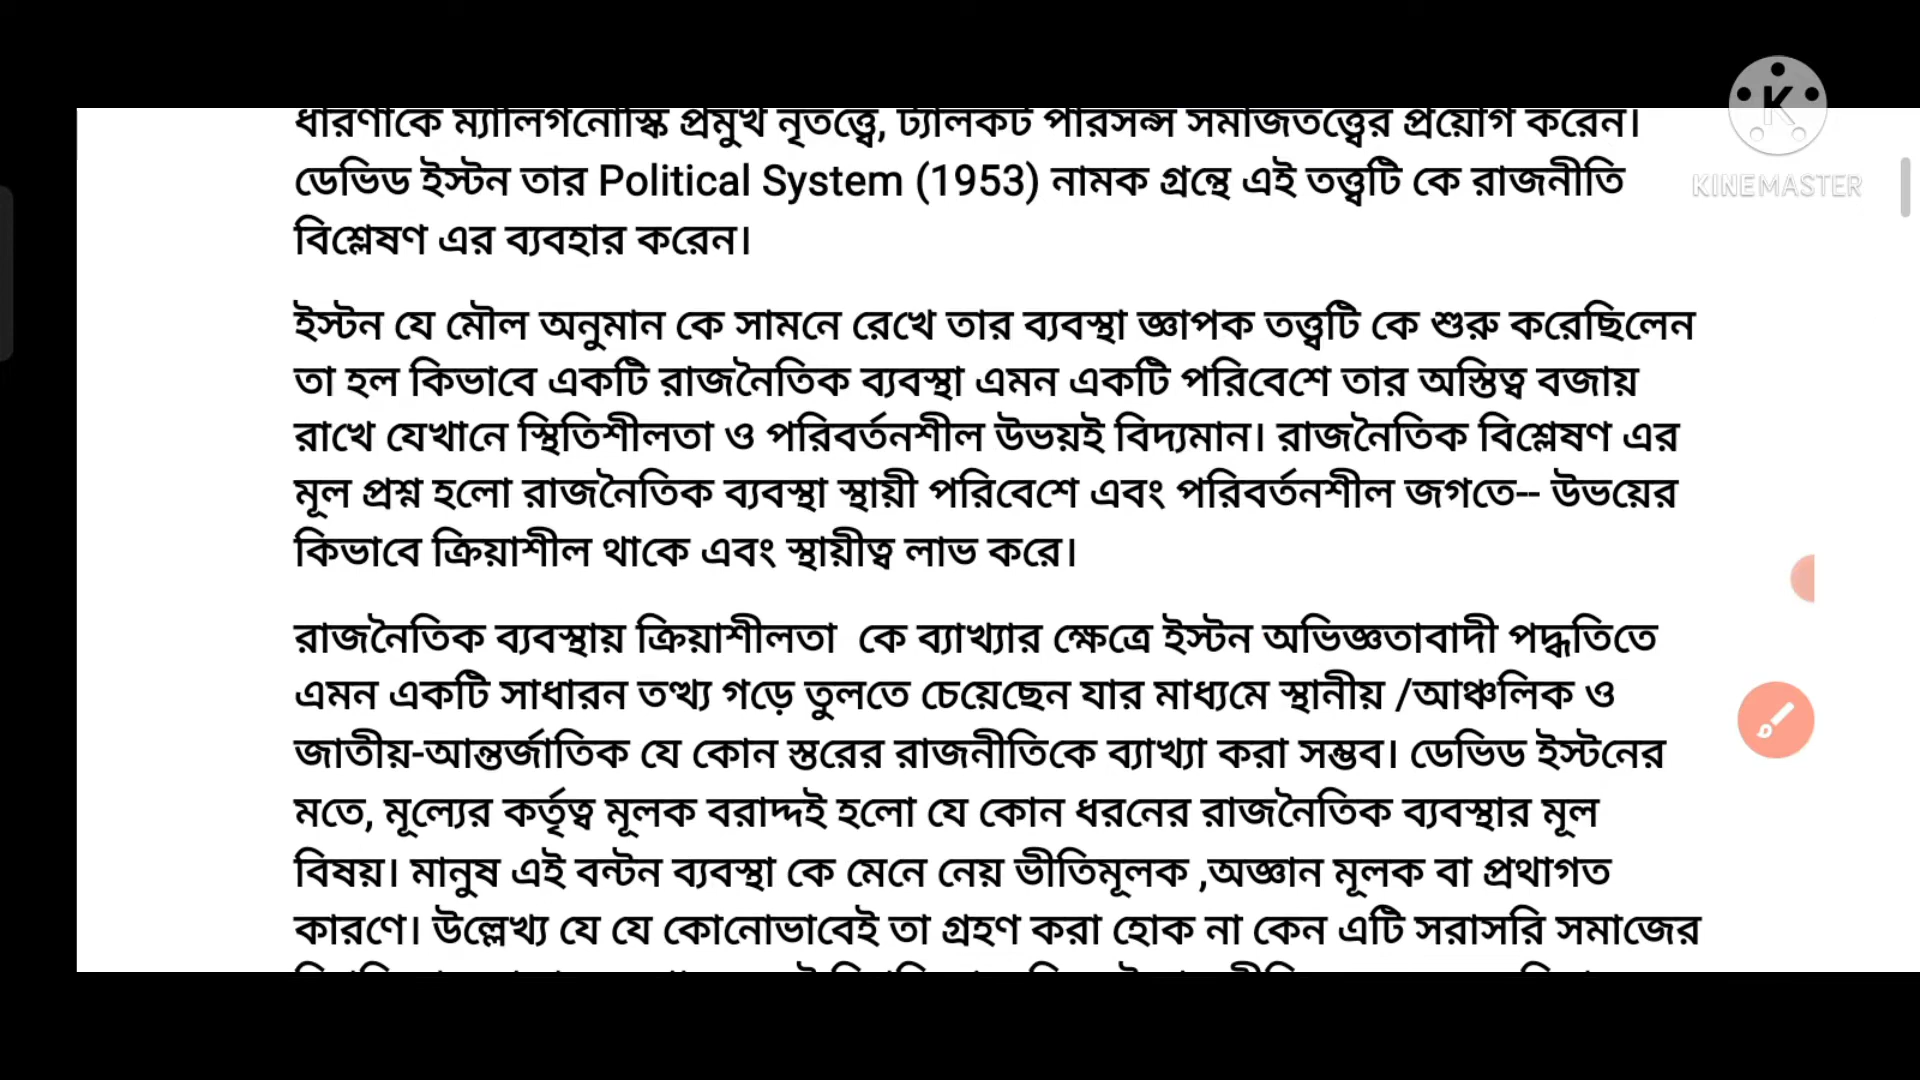 ধারণাকে ম্যালিগনোস্কি প্রমুখ নৃতত্ত্বে, ট্যালকট পারসন্স সমাজতত্ত্বের প্রয়োগ করেন।
ডেভিড ইস্টন তার Political System (1953) নামক গ্রন্থে এই তত্ত্বটি কে রাজনীতি
বিশ্লেষণ এর ব্যবহার করেন।
ইস্টন যে মৌল অনুমান কে সামনে রেখে তার ব্যবস্থা জ্ঞাপক তত্ত্বটি কে শুরু করেছিলেন
তা হল কিভাবে একটি রাজনৈতিক ব্যবস্থা এমন একটি পরিবেশে তার অস্তিত্ব বজায়
রাখে যেখানে স্থিতিশীলতা ও পরিবর্তনশীল উভয়ই বিদ্যমান। রাজনৈতিক বিশ্লেষণ এর
মূল প্রশ্ন হলো রাজনৈতিক ব্যবস্থা স্থায়ী পরিবেশে এবং পরিবর্তনশীল জগতে-- উভয়ের
কিভাবে ক্রিয়াশীল থাকে এবং স্থায়ীত্ব লাভ করে।
রাজনৈতিক ব্যবস্থায় ক্রিয়াশীলতা কে ব্যাখ্যার ক্ষেত্রে ইস্টন অভিজ্ঞতাবাদী পদ্ধতিতে
এমন একটি সাধারন তত্থ্য গড়ে তুলতে চেয়েছেন যার মাধ্যমে স্থানীয় /আঞ্চলিক ও
জাতীয়-আন্তর্জাতিক যে কোন স্তরের রাজনীতিকে ব্যাখ্যা করা সম্ভব। ডেভিড ইস্টনের
মতে, মূল্যের কর্তৃত্ব মূলক বরাদ্দই হলো যে কোন ধরনের রাজনৈতিক ব্যবস্থার মূল
বিষয়। মানুষ এই বন্টন ব্যবস্থা কে মেনে নেয় ভীতিমূলক ,অজ্ঞান মূলক বা প্রথাগত
কারণে। উল্লেখ্য যে যে কোনোভাবেই তা গ্রহণ করা হোক না কেন এটি সরাসরি সমাজের
K
KINEMASTER